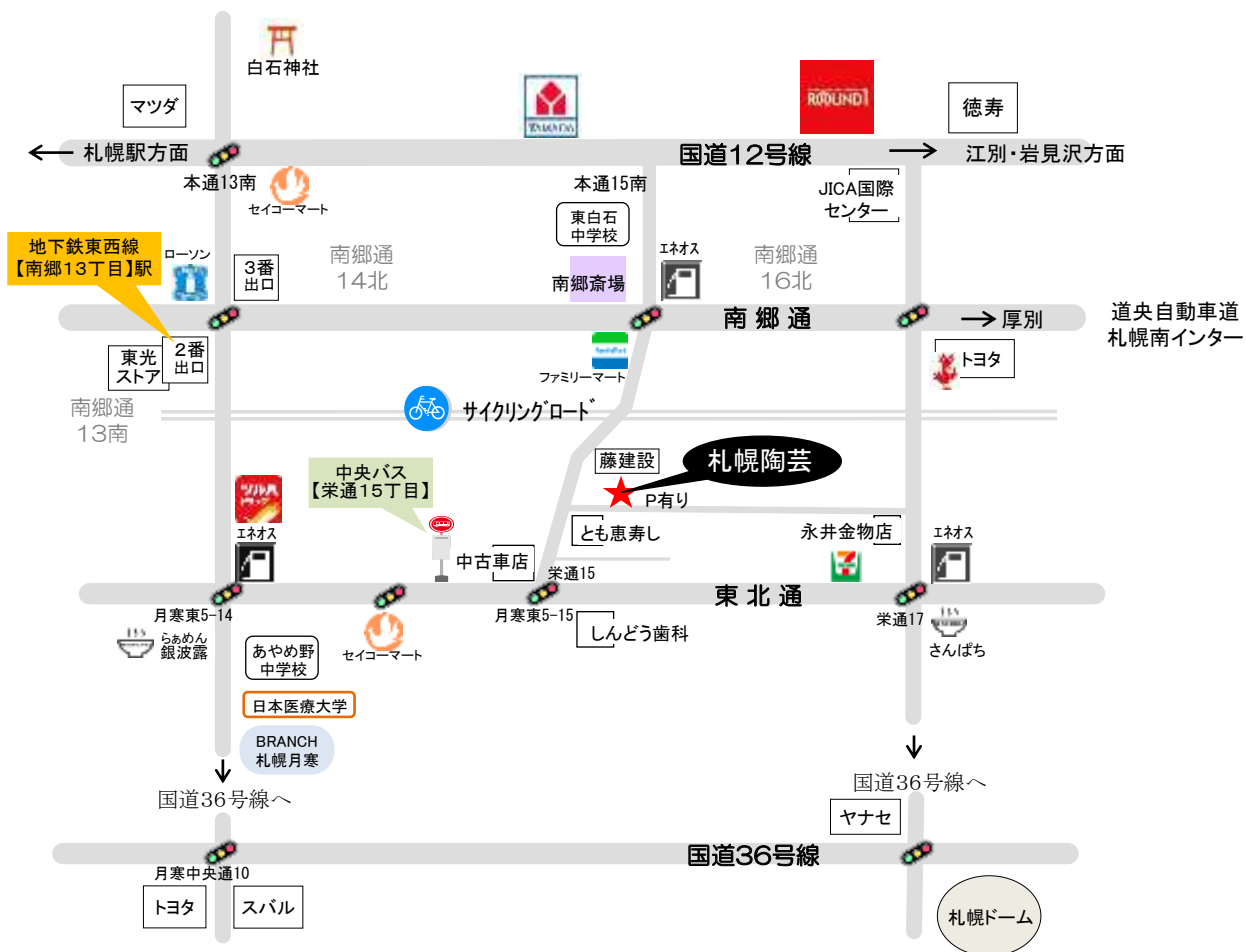 白石神社
マツダ
YAMADA
ROUND1
徳寿
札幌駅方面
国道12号線
江別・岩見沢方面
本通13南
セイコーマート
本通15南
JICA国際
センター
東白石
中学校
地下鉄東西線
【南郷13丁目】駅
ローソン
3番
出口
南郷通
14北
南郷斎場
エネオス
南郷通
16北
南郷通
厚別
道央自動車道
札幌南インター
東光
ストア
2番
出口
FamilyMart
ファミリーマート
トヨタ
南郷通
13南
サイクリングロード
藤建設
札幌陶芸
P有り
中央バス
【栄通15丁目】
とも恵寿し
永井金物店
エネオス
エネオス
中古車店
栄通15
東北通
月寒東5-14
月寒東5-15
栄通17
らぁめん
銀波露
あやめ野
中学校
セイコーマート
しんどう歯科
さんぱち
日本医療大学
BRANCH
札幌月寒
国道36号線へ
国道36号線へ
ヤナセ
国道36号線
月寒中央通10
トヨタ
スバル
札幌ドーム